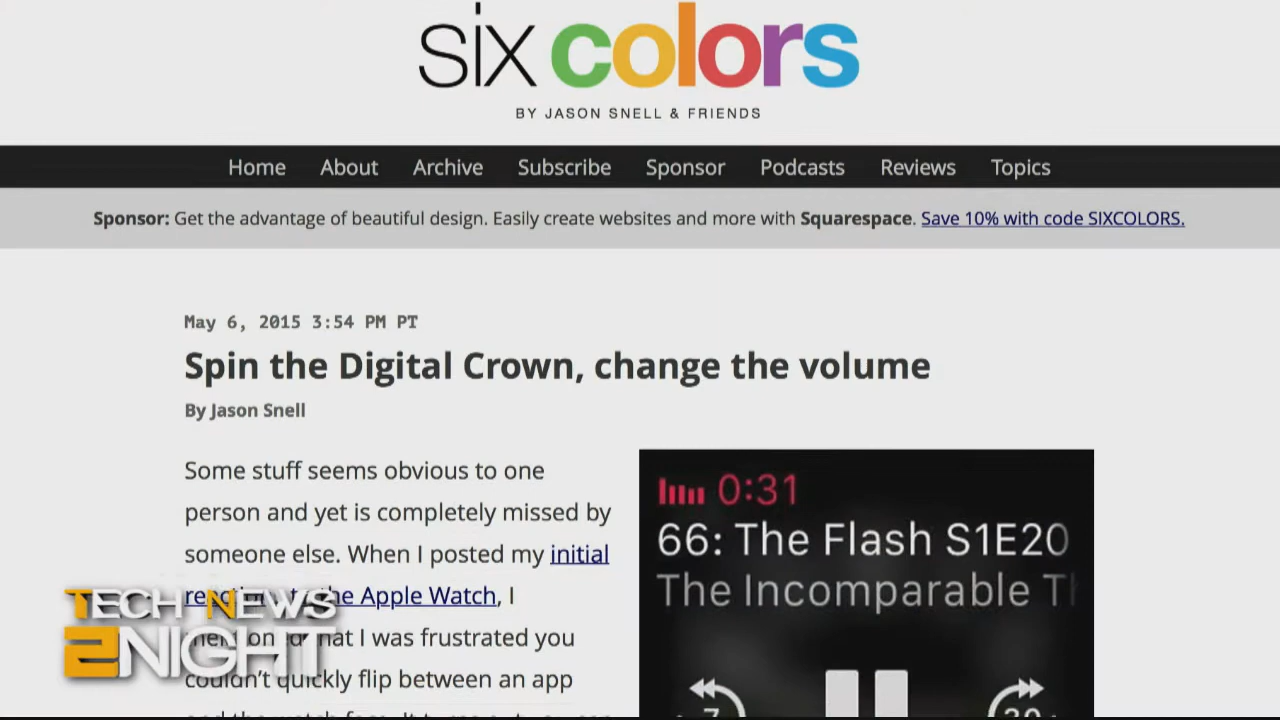 six colors
BY JASON SNELL & FRIENDS
Home About Archive Subscribe Sponsor Podcasts Reviews Topics
Sponsor: Get the advantage of beautiful design. Easily create websites and more with Squarespace. Save 10% with code SIXCOLORS.
May 6, 2015 3:54 PM PT
Spin the Digital Crown, change the volume
By Jason Snell
Some stuff seems obvious to one
person and yet is completely missed by
someone else. When I posted my initial
the Apple Watch, I
that I was frustrated you
couldn't quickly flip between an app
0:31
66: The Flash S1E20
The Incomparable
TECH NEWS
2NIGHT